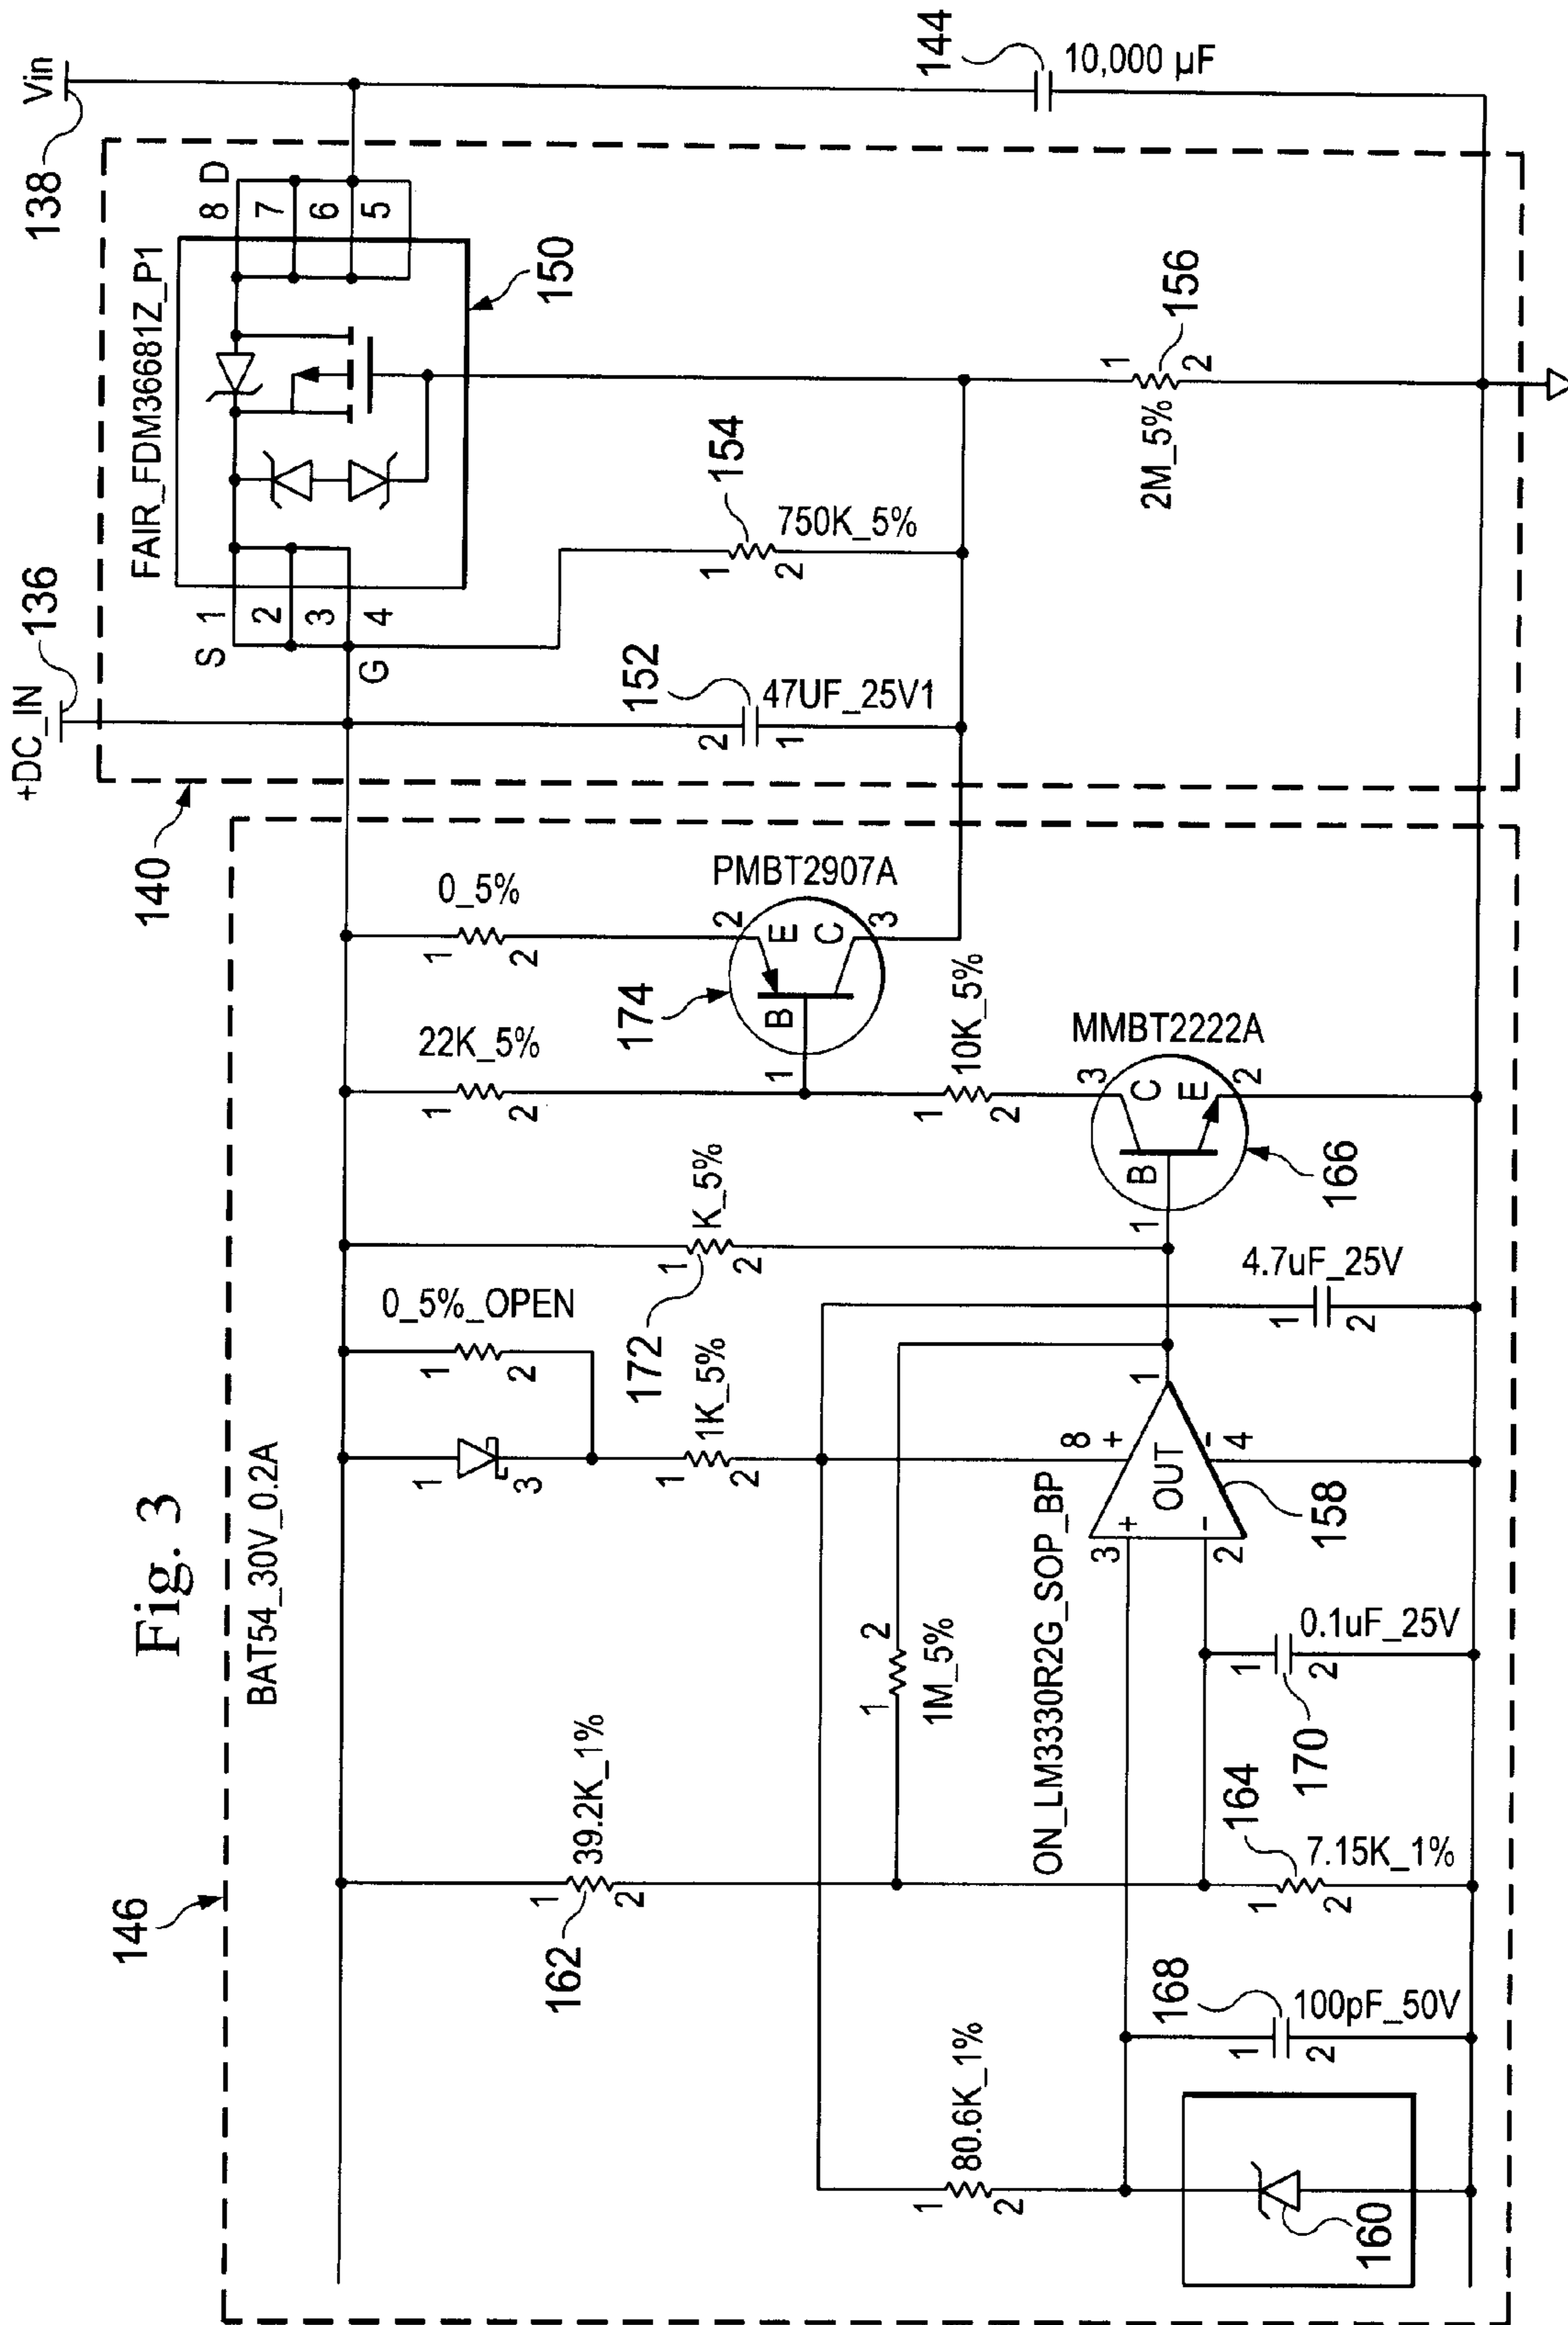 Fig. 3
+DC_IN
136
Vin
138
140
146
FAIR_FDM36681Z_P1
S
1
2
3
4
G
8
D
7
6
5
150
BAT54_30V_0.2A
1
3
0_5%_OPEN
1
2
22K_5%
1
2
0_5%
1
2
PMBT2907A
174
2
E
B
C
1
3
152
47UF_25V1
2
1
154
750K_5%
1
2
156
2M_5%
1
2
144
10,000 µF
162
39.2K_1%
1
2
1K_5%
1
2
172
K_5%
1
2
10K_5%
1
2
MMBT2222A
3
C
B
E
1
2
166
1M_5%
1
2
80.6K_1%
1
2
ON_LM3330R2G_SOP_BP
8
+
3
+
OUT
1
2
-
-
4
158
4.7uF_25V
1
2
160
168
100pF_50V
1
2
164
7.15K_1%
1
2
170
0.1uF_25V
1
2